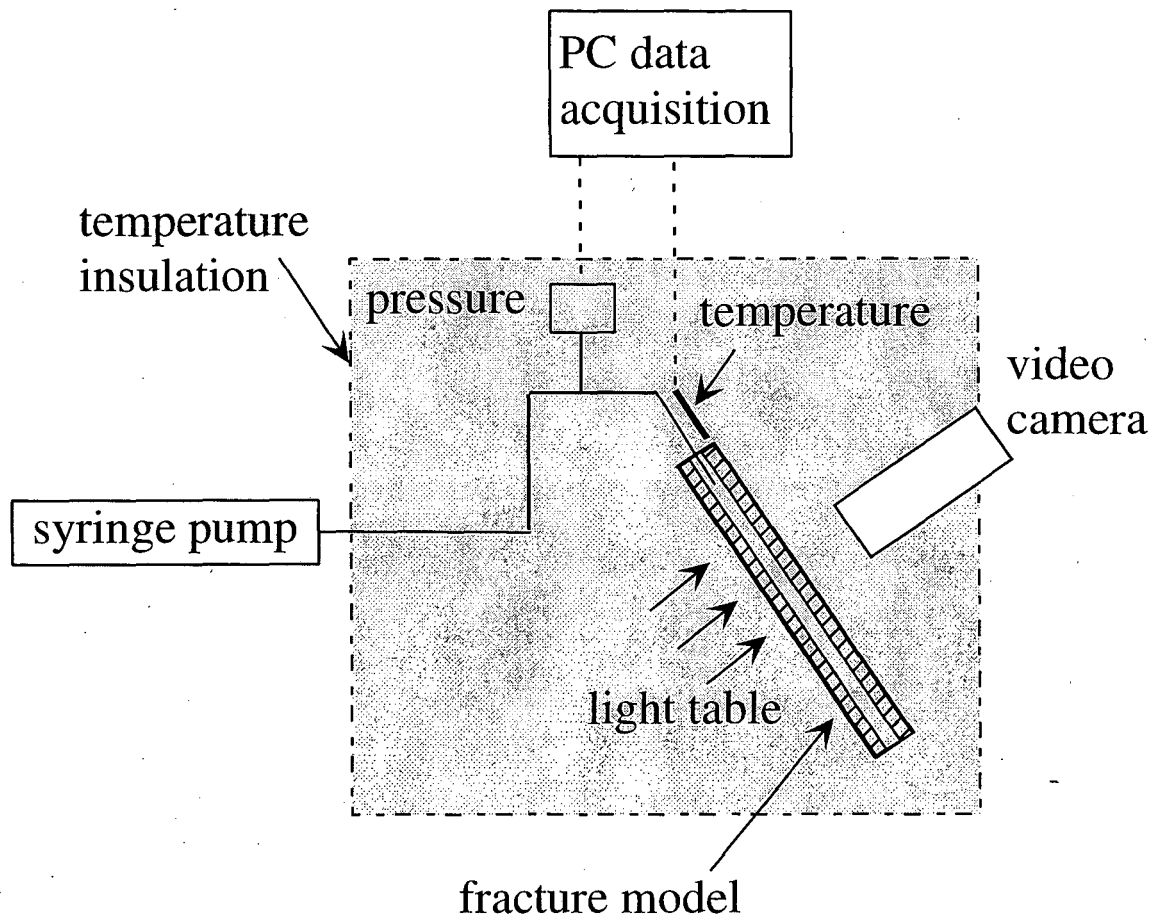 PC data
acquisition
temperature
insulation
pressure
temperature
video
camera
syringe pump
light table
fracture model